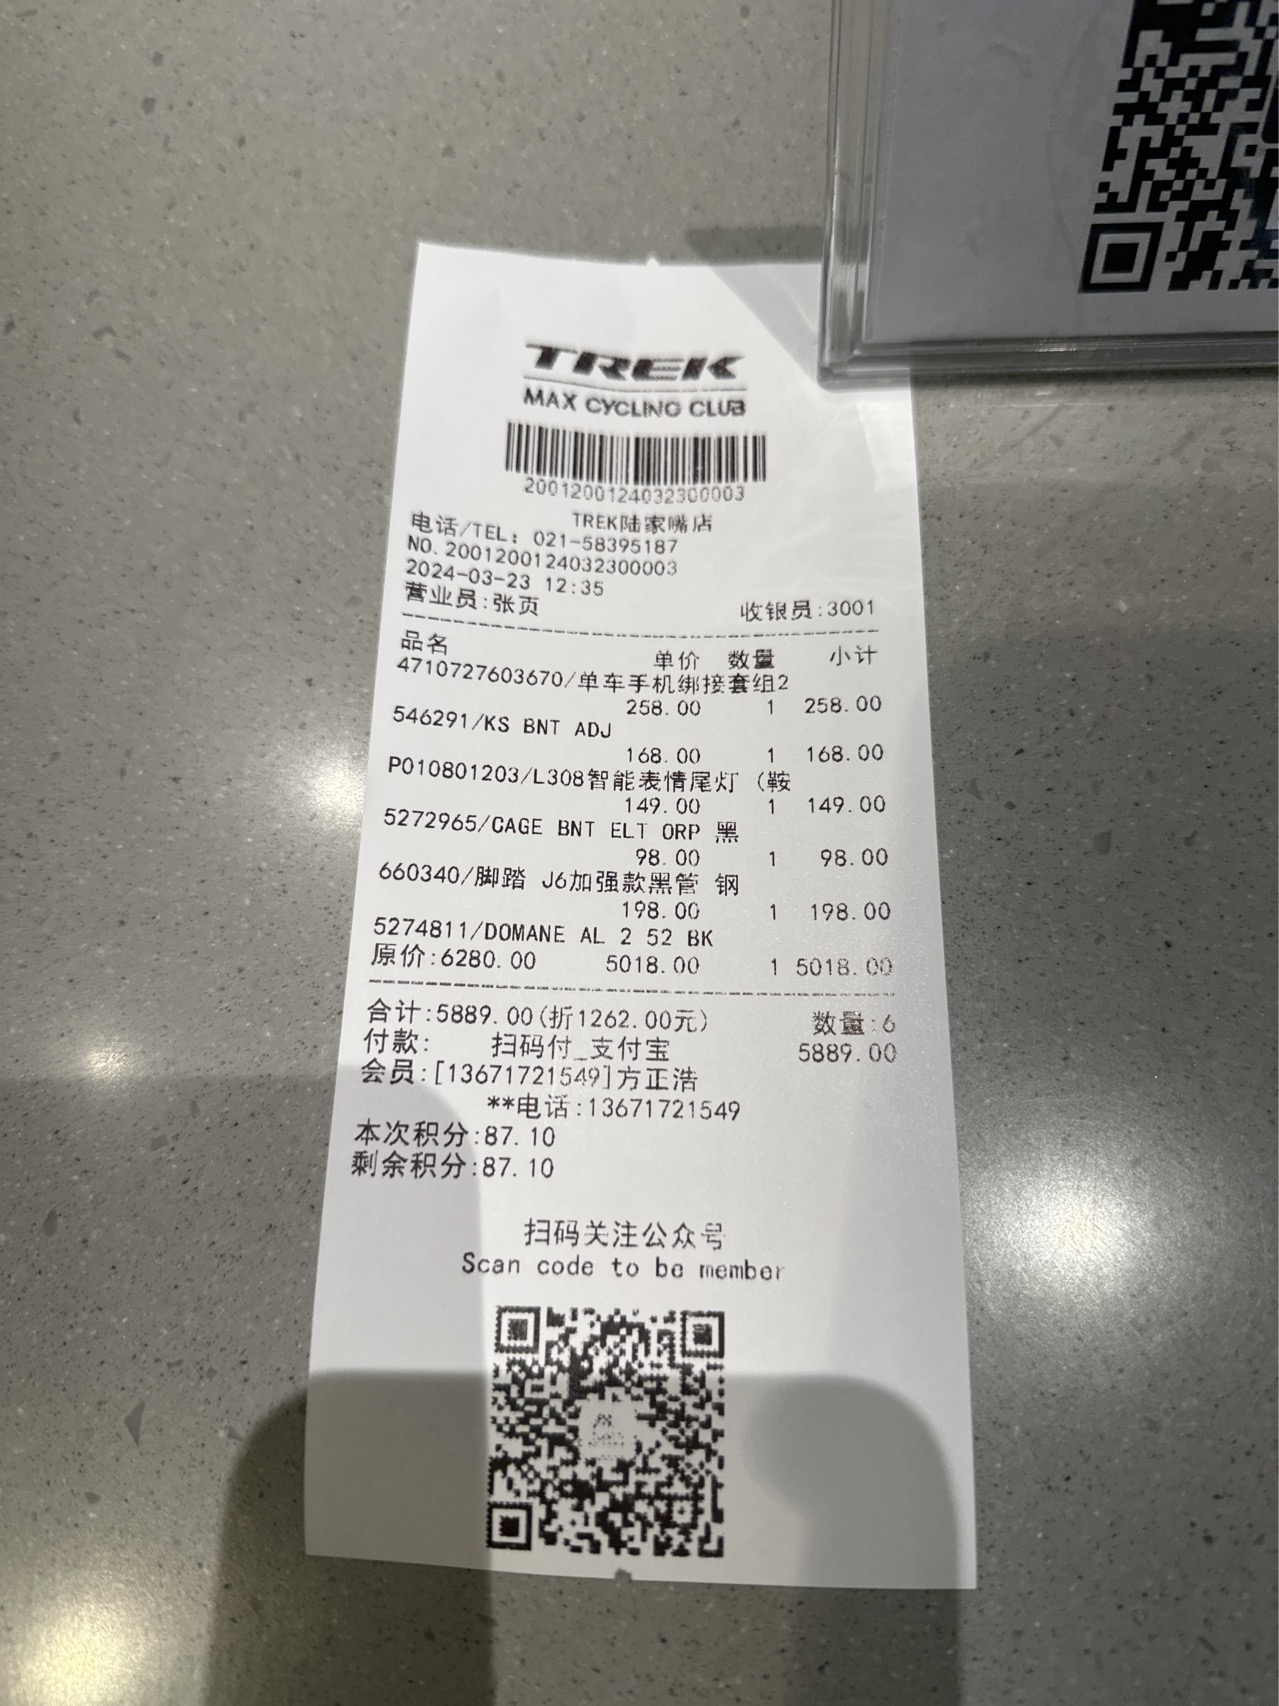 TREK
MAX CYCLING CLUB
2001200124032300003
TREK陆家嘴店
电话/TEL: 021-58395187
NO.2001200124032300003
2024-03-23 12:35
营业员:张页 收银员:3001
品名 单价 数量 小计
4710727603670/单车手机绑接套组2
258.00 1 258.00
546291/KS BNT ADJ
168.00 1 168.00
P010801203/L308智能表情尾灯 (鞍
149.00 1 149.00
5272965/CAGE BNT ELT ORP 黑
98.00 1 98.00
660340/脚踏 J6加强款黑管 钢
198.00 1 198.00
5274811/DOMANE AL 2 52 BK
原价:6280.00 5018.00 1 5018.00
合计:5889.00(折1262.00元) 数量:6
付款: 扫码付_支付宝 5889.00
会员:[13671721549]方正浩
**电话:13671721549
本次积分:87.10
剩余积分:87.10
扫码关注公众号
Scan code to be member